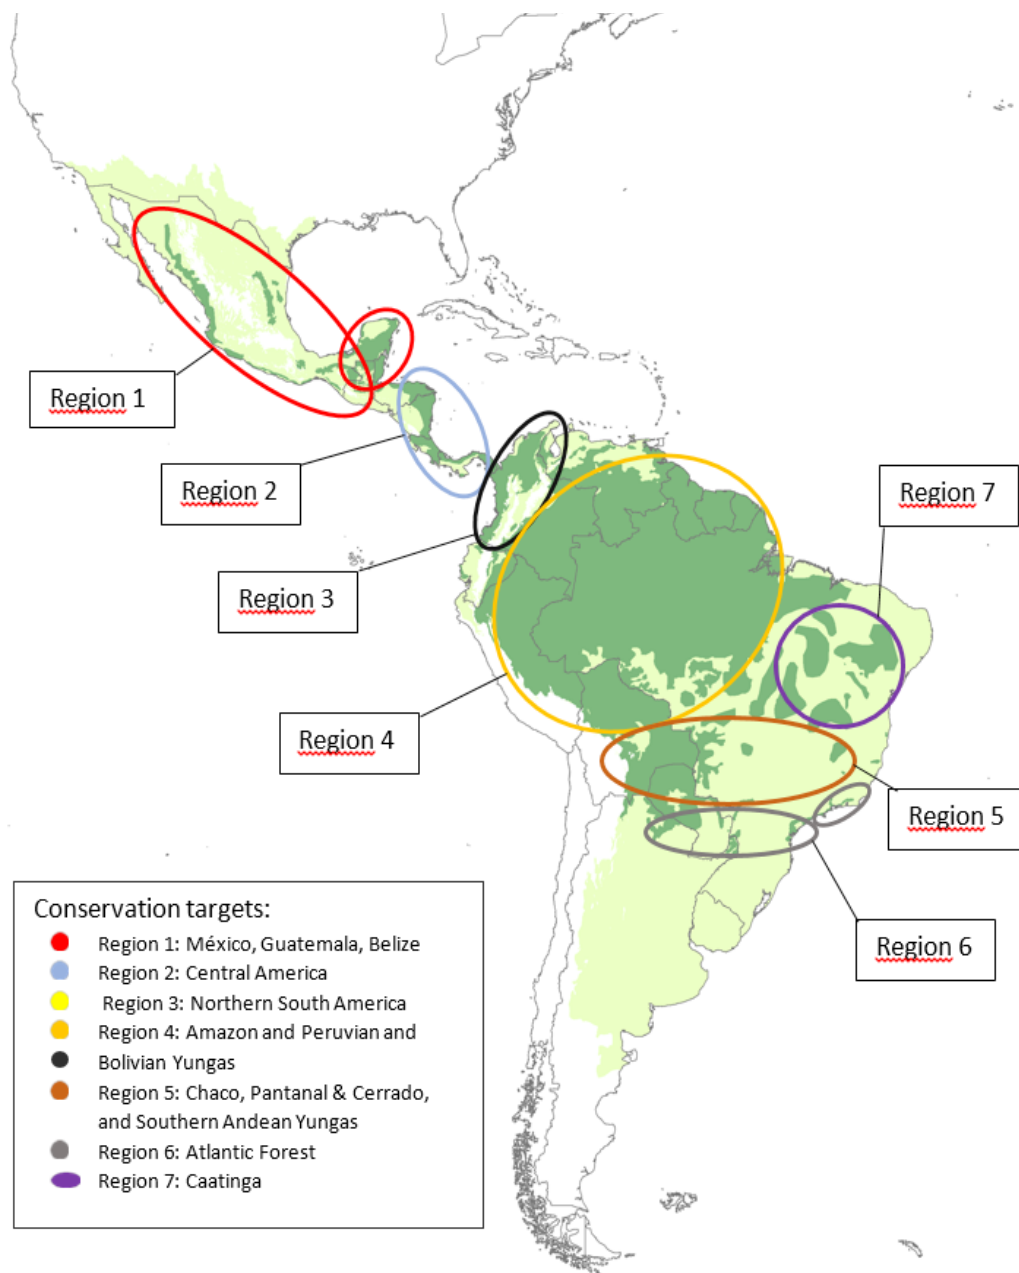 Region 1
Region 2
Region 7
Region 3
Region 4
Region 5
Region 6
Conservation targets:
Region 1: México, Guatemala, Belize
Region 2: Central America
Region 3: Northern South America
Region 4: Amazon and Peruvian and
Bolivian Yungas
Region 5: Chaco, Pantanal & Cerrado,
and Southern Andean Yungas
Region 6: Atlantic Forest
Region 7: Caatinga